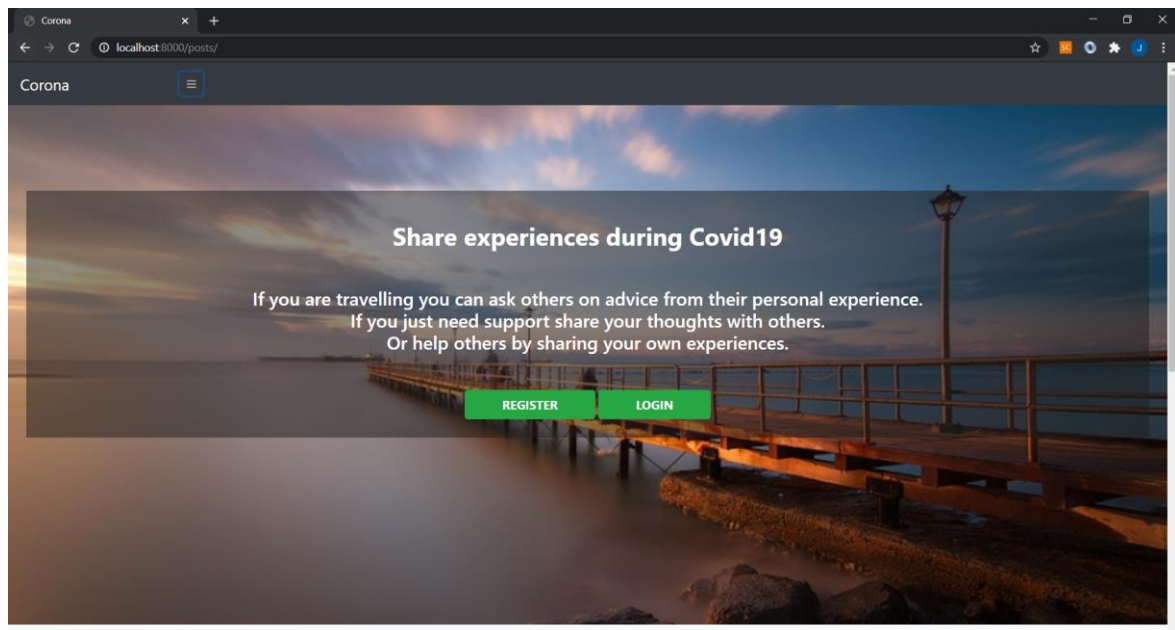 Corona
localhost:8000/posts/
SC
J
Corona
Share experiences during Covid19
If you are travelling you can ask others on advice from their personal experience.
If you just need support share your thoughts with others.
Or help others by sharing your own experiences.
REGISTER LOGIN